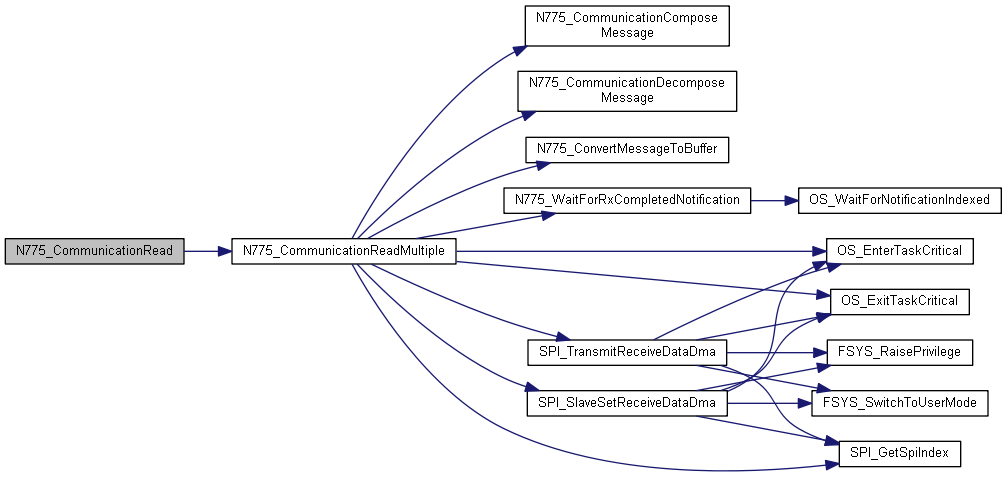 N775_CommunicationCompose
Message
N775_CommunicationDecompose
Message
N775_ConvertMessageToBuffer
N775_WaitForRxCompletedNotification
OS_WaitForNotificationIndexed
N775_CommunicationRead
N775_CommunicationReadMultiple
OS_EnterTaskCritical
OS_ExitTaskCritical
SPI_TransmitReceiveDataDma
FSYS_RaisePrivilege
SPI_SlaveSetReceiveDataDma
FSYS_SwitchToUserMode
SPI_GetSpiIndex